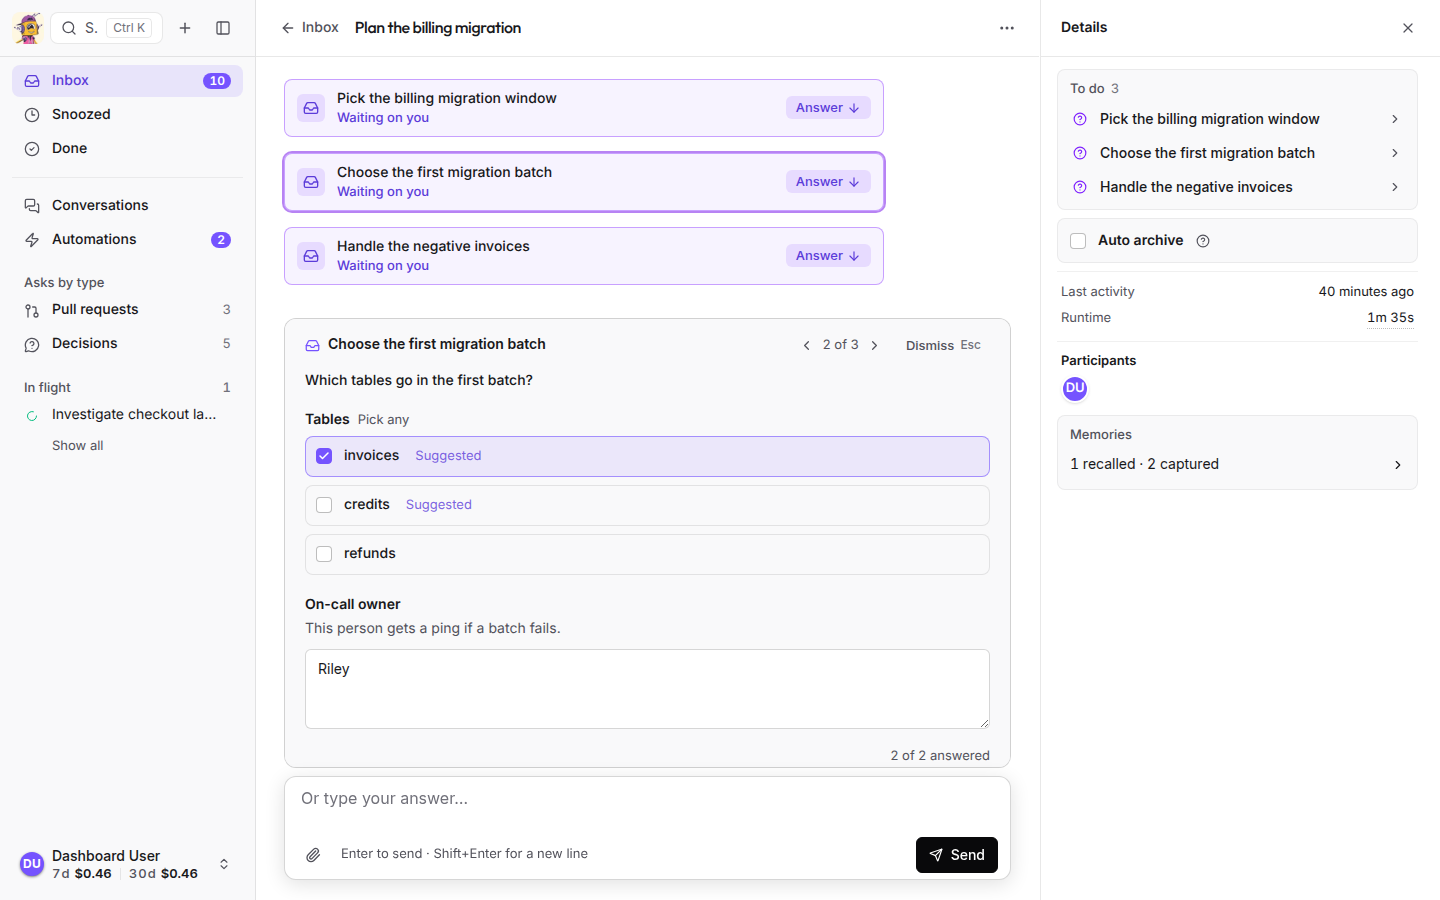 S.
Ctrl K
Inbox
10
Snoozed
Done
Conversations
Automations
2
Asks by type
Pull requests
3
Decisions
5
In flight
1
Investigate checkout la...
Show all
DU
Dashboard User
7d $0.46
30d $0.46
Inbox
Plan the billing migration
Pick the billing migration window
Waiting on you
Answer
Choose the first migration batch
Waiting on you
Answer
Handle the negative invoices
Waiting on you
Answer
Choose the first migration batch
2 of 3
Dismiss Esc
Which tables go in the first batch?
Tables Pick any
invoices Suggested
credits Suggested
refunds
On-call owner
This person gets a ping if a batch fails.
Riley
2 of 2 answered
Or type your answer...
Enter to send · Shift+Enter for a new line
Send
Details
To do 3
Pick the billing migration window
Choose the first migration batch
Handle the negative invoices
Auto archive
Last activity
40 minutes ago
Runtime
1m 35s
Participants
DU
Memories
1 recalled · 2 captured